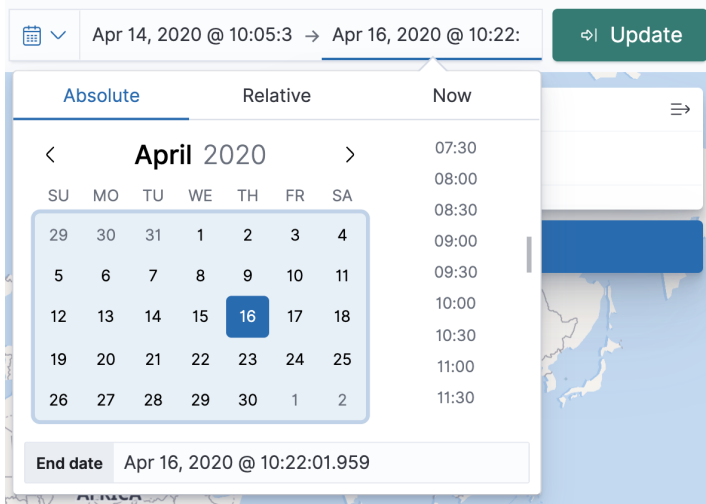 Apr 14, 2020 @ 10:05:3 → Apr 16, 2020 @ 10:22: Update
Absolute Relative Now
April 2020
SU MO TU WE TH FR SA
29 30 31 1 2 3 4
5 6 7 8 9 10 11
12 13 14 15 16 17 18
19 20 21 22 23 24 25
26 27 28 29 30 1 2
07:30
08:00
08:30
09:00
09:30
10:00
10:30
11:00
11:30
End date Apr 16, 2020 @ 10:22:01.959
AFRICA